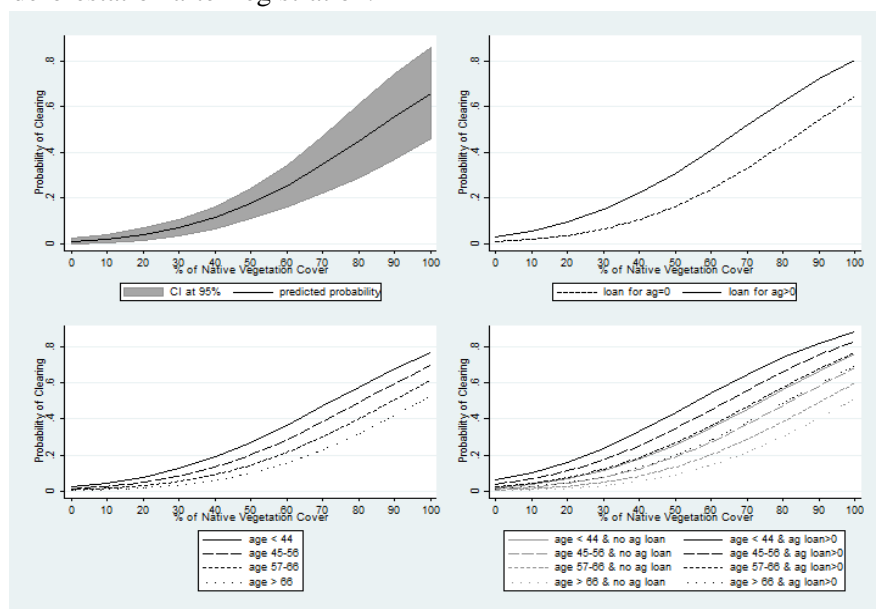 deforestation after registration.
Probability of Clearing
.8
.6
.4
.2
0
0 10 20 30 40 50 60 70 80 90 100
% of Native Vegetation Cover
CI at 95% predicted probability
Probability of Clearing
.8
.6
.4
.2
0
0 10 20 30 40 50 60 70 80 90 100
% of Native Vegetation Cover
loan for ag=0 loan for ag>0
Probability of Clearing
.8
.6
.4
.2
0
0 10 20 30 40 50 60 70 80 90 100
% of Native Vegetation Cover
age < 44
age 45-56
age 57-66
age > 66
Probability of Clearing
.8
.6
.4
.2
0
0 10 20 30 40 50 60 70 80 90 100
% of Native Vegetation Cover
age < 44 & no ag loan age < 44 & ag loan>0
age 45-56 & no ag loan age 45-56 & ag loan>0
age 57-66 & no ag loan age 57-66 & ag loan>0
age > 66 & no ag loan age > 66 & ag loan>0